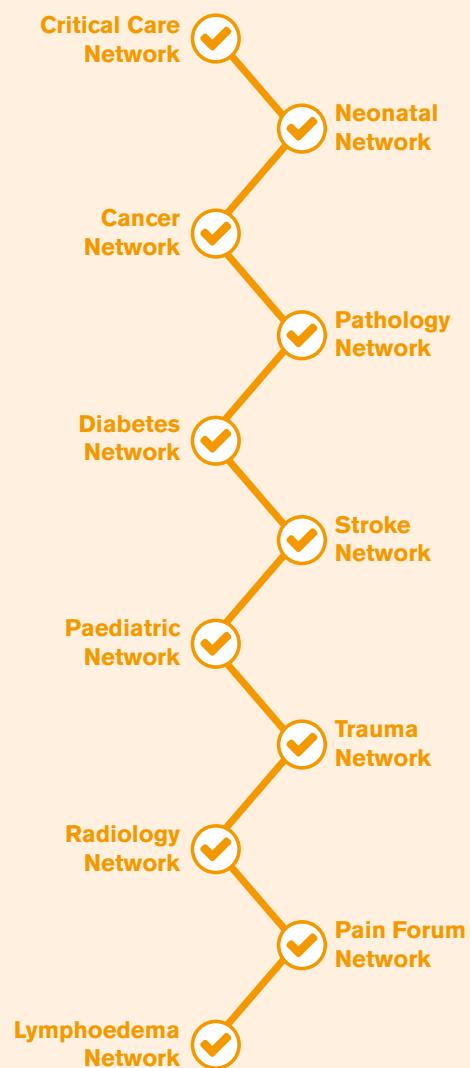 Critical Care
Network
Neonatal
Network
Cancer
Network
Pathology
Network
Diabetes
Network
Stroke
Network
Paediatric
Network
Trauma
Network
Radiology
Network
Pain Forum
Network
Lymphoedema
Network